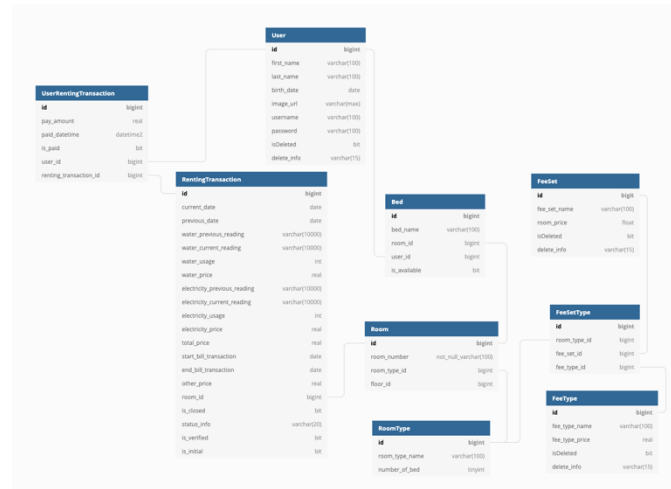 User
id bigint
first_name varchar(100)
last_name varchar(100)
birth_date date
image_url varchar(max)
username varchar(100)
password varchar(100)
isDeleted bit
delete_info varchar(15)
UserRentingTransaction
id bigint
pay_amount real
paid_datetime datetime2
is_paid bit
user_id bigint
renting_transaction_id bigint
RentingTransaction
id bigint
current_date date
previous_date date
water_previous_reading varchar(10000)
water_current_reading varchar(10000)
water_usage int
water_price real
electricity_previous_reading varchar(10000)
electricity_current_reading varchar(10000)
electricity_usage int
electricity_price real
total_price real
start_bill_transaction date
end_bill_transaction date
other_price real
room_id bigint
is_closed bit
status_info varchar(20)
is_verified bit
is_initial bit
Bed
id bigint
bed_name varchar(100)
room_id bigint
user_id bigint
is_available bit
Room
id bigint
room_number not_null_varchar(100)
room_type_id bigint
floor_id bigint
RoomType
id bigint
room_type_name varchar(100)
number_of_bed tinyint
FeeSet
id bigit
fee_set_name varchar(100)
room_price float
isDeleted bit
delete_info varchar(15)
FeeSetType
id bigint
room_type_id bigint
fee_set_id bigint
fee_type_id bigint
FeeType
id bigint
fee_type_name varchar(100)
fee_type_price real
isDeleted bit
delete_info varchar(15)